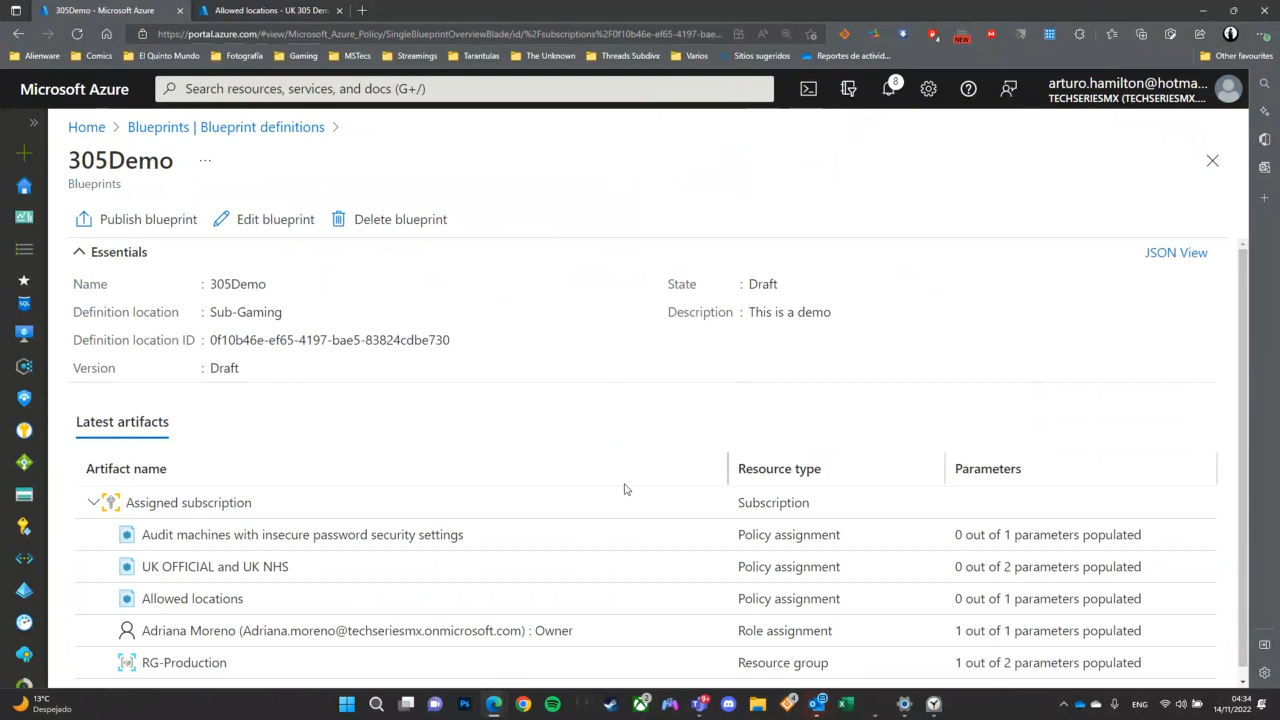 305Demo - Microsoft Azure
Allowed locations - UK 305 Dem
https://portal.azure.com/#view/Microsoft_Azure_Policy/SingleBlueprintOverviewBlade/id/%2Fsubscriptions%2F0f10b46e-ef65-4197-bae...
4
NEW
Alienware
Comics
El Quinto Mundo
Fotografía
Gaming
MSTecs
Streamings
Tarantulas
The Unknown
Threads Subdivx
Varios
Sitios sugeridos
Reportes de activid...
Other favourites
Microsoft Azure
Search resources, services, and docs (G+/)
8
arturo.hamilton@hotma...
TECHSERIESMX (TECHSERIESMX....
Home > Blueprints | Blueprint definitions >
305Demo ...
Blueprints
Publish blueprint
Edit blueprint
Delete blueprint
Essentials
JSON View
Name : 305Demo
State : Draft
Definition location : Sub-Gaming
Description : This is a demo
Definition location ID : 0f10b46e-ef65-4197-bae5-83824cdbe730
Version : Draft
Latest artifacts
Artifact name Resource type Parameters
Assigned subscription Subscription
Audit machines with insecure password security settings Policy assignment 0 out of 1 parameters populated
UK OFFICIAL and UK NHS Policy assignment 0 out of 2 parameters populated
Allowed locations Policy assignment 0 out of 1 parameters populated
Adriana Moreno (Adriana.moreno@techseriesmx.onmicrosoft.com) : Owner Role assignment 1 out of 1 parameters populated
RG-Production Resource group 1 out of 2 parameters populated
13°C
Despejado
04:34
14/11/2022